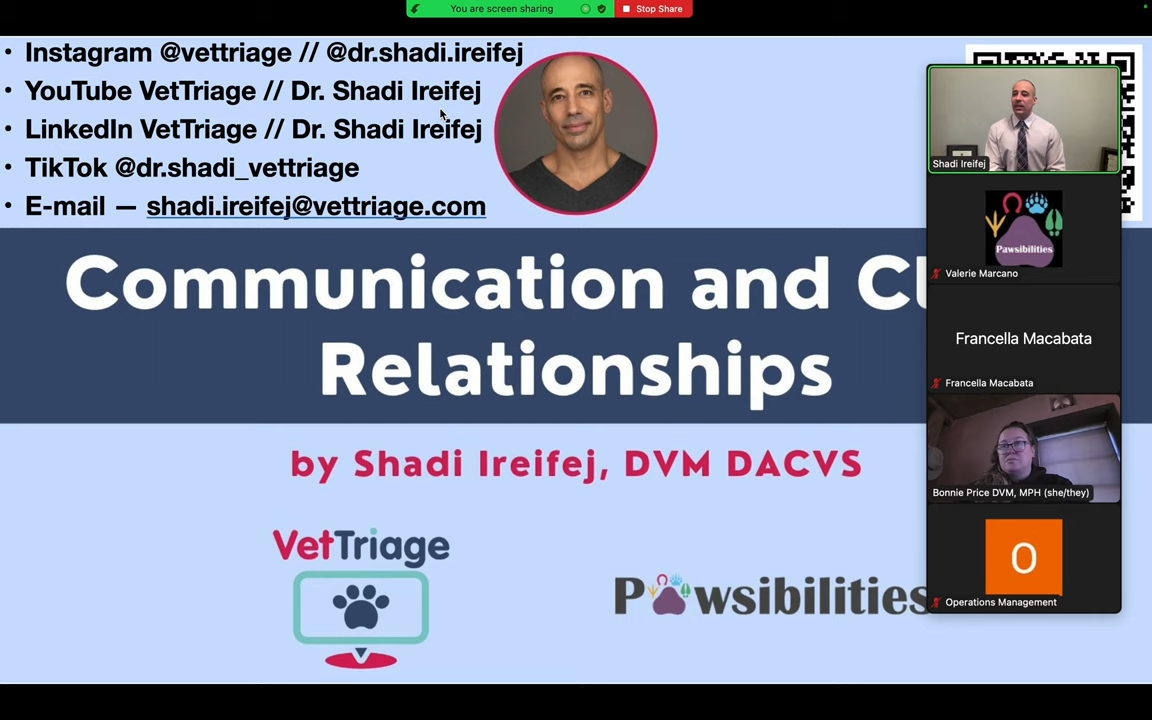 You are screen sharing
Stop Share
• Instagram @vettriage // @dr.shadi.ireifej
• YouTube VetTriage // Dr. Shadi Ireifej
• LinkedIn VetTriage // Dr. Shadi Ireifej
• TikTok @dr.shadi_vettriage
• E-mail — shadi.ireifej@vettriage.com
Communication and
Relationships
by Shadi Ireifej, DVM DACVS
VetTriage
Pawsibilities
Shadi Ireifej
Pawsibilities
Valerie Marcano
Francella Macabata
Francella Macabata
Bonnie Price DVM, MPH (she/they)
O
Operations Management